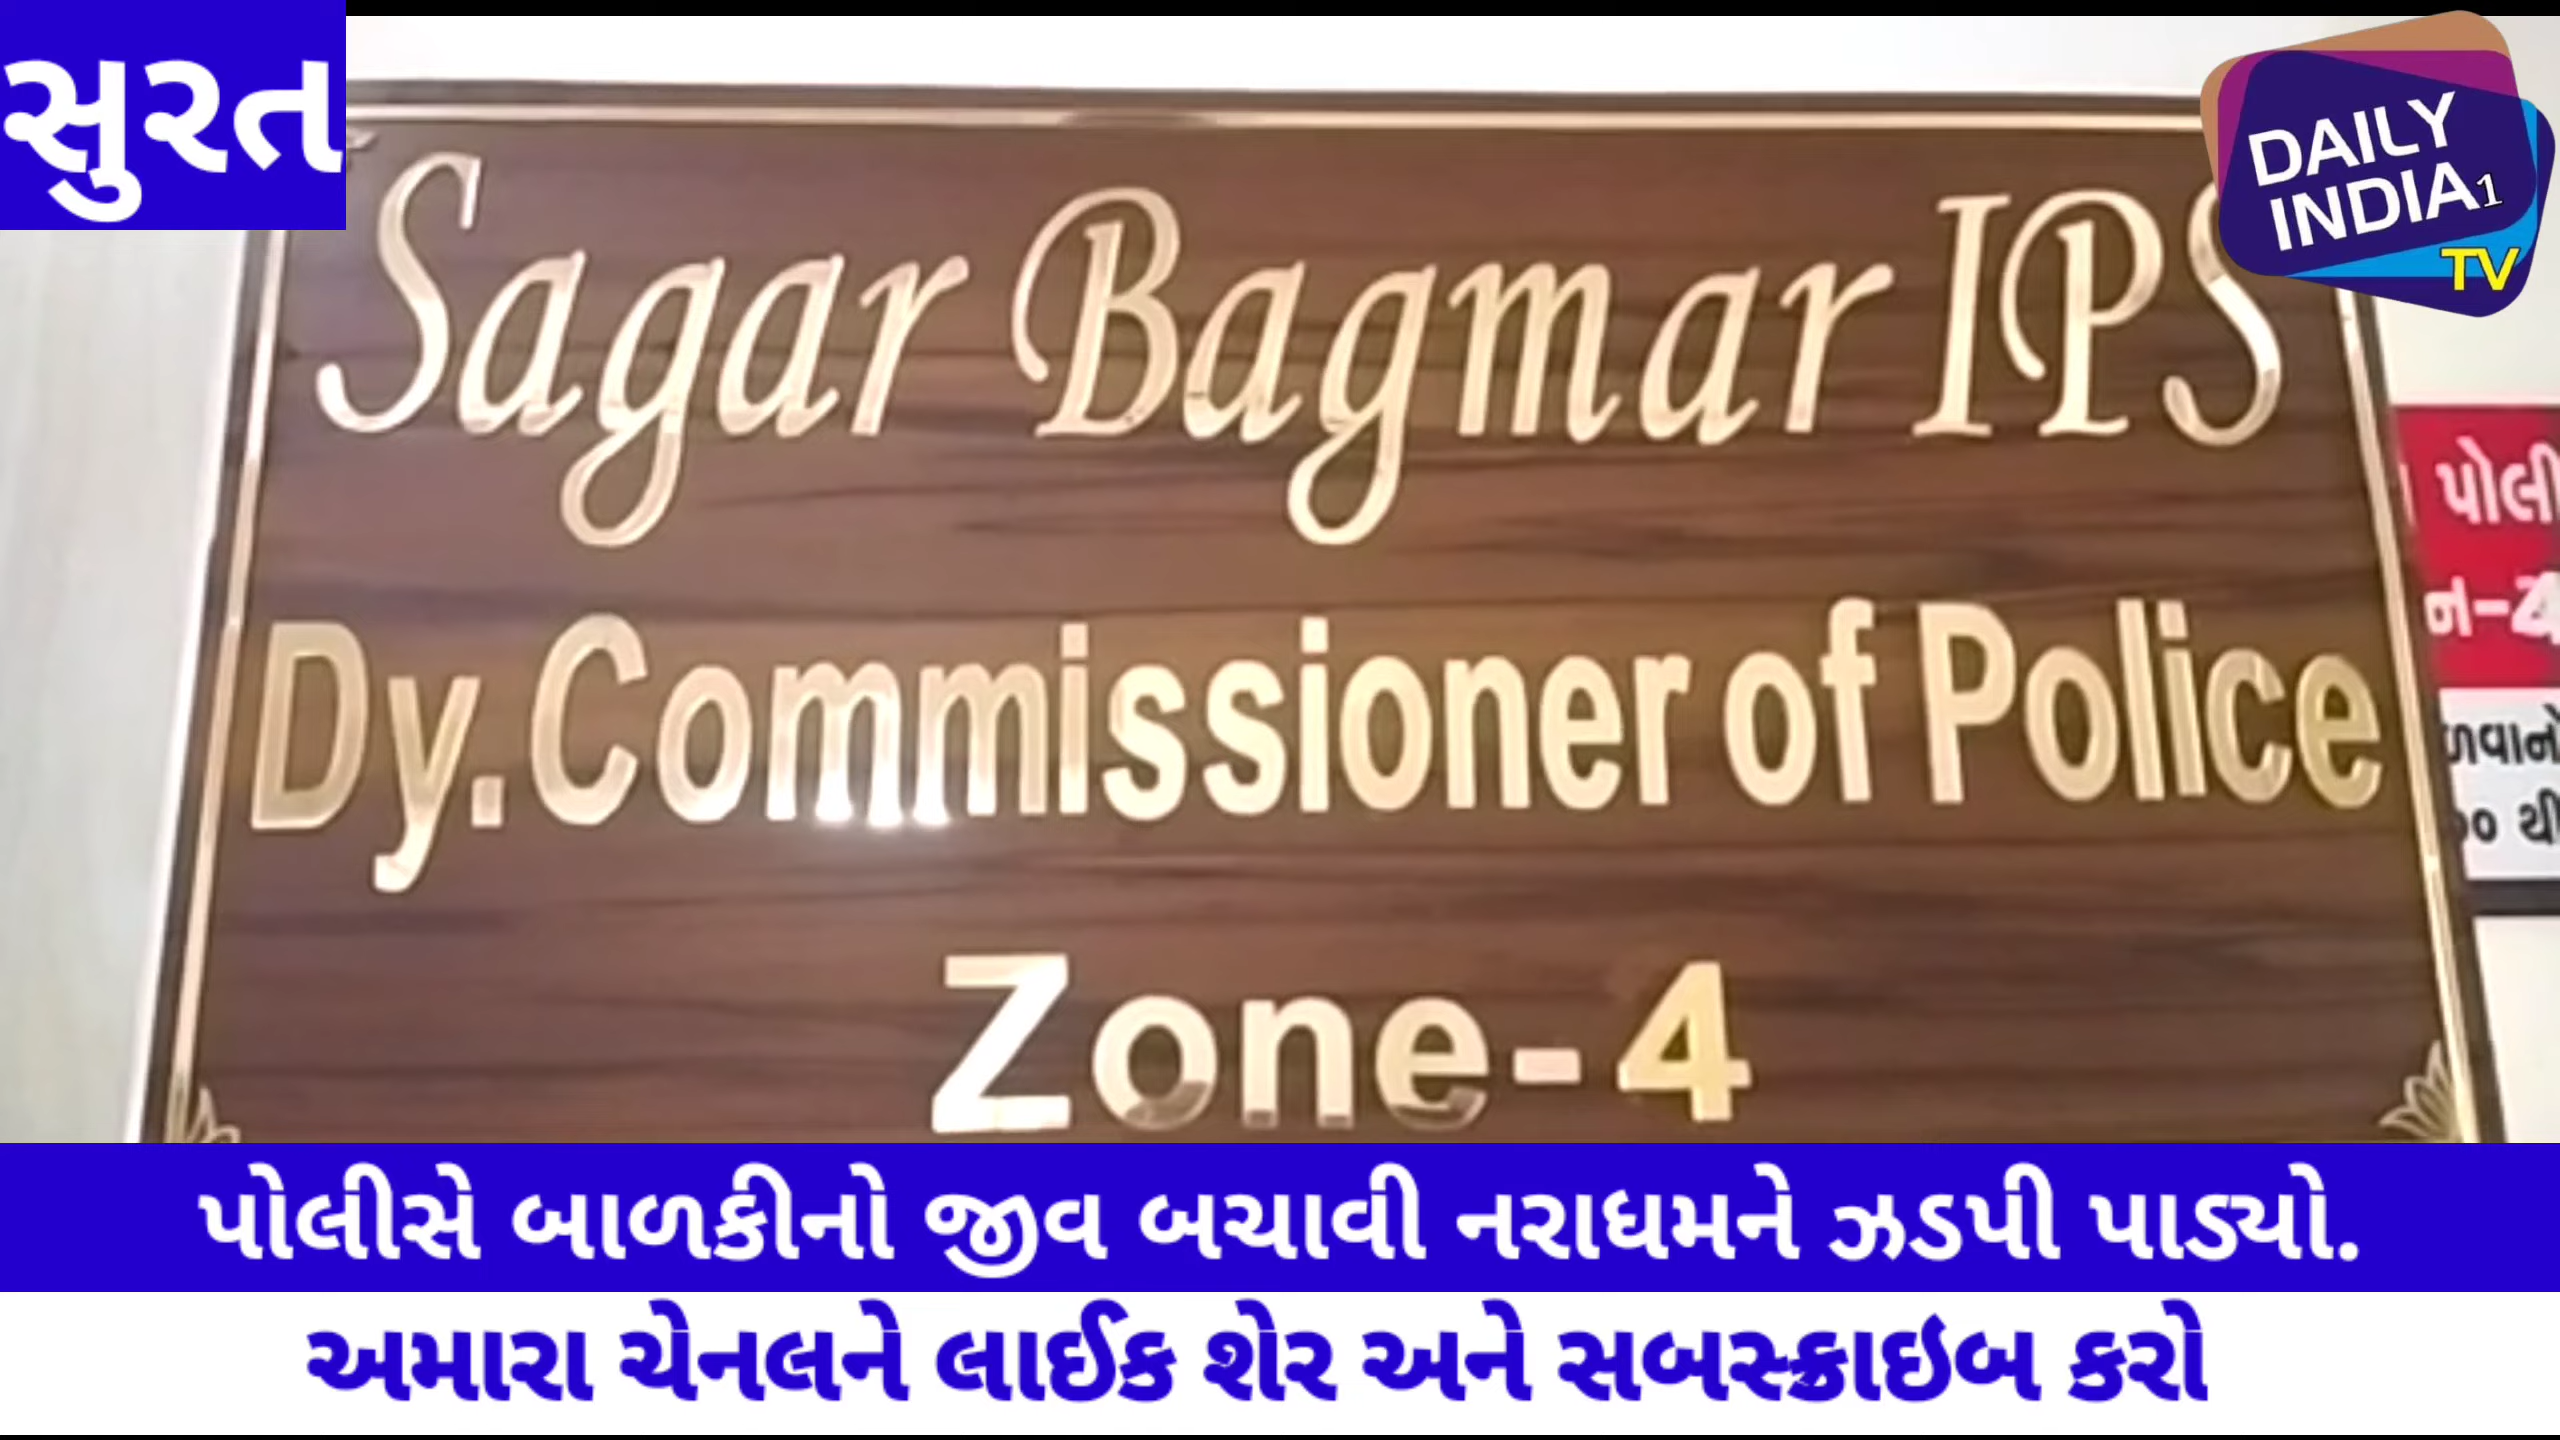 સુરત
DAILY
INDIA1
TV
Sagar Bagmar IPS
Dy.Commissioner of Police
Zone-4
પોલીસે બાળકીનો જીવ બચાવી નરાધમને ઝડપી પાડ્યો.
અમારા ચેનલને લાઈક શેર અને સબસ્ક્રાઇબ કરો